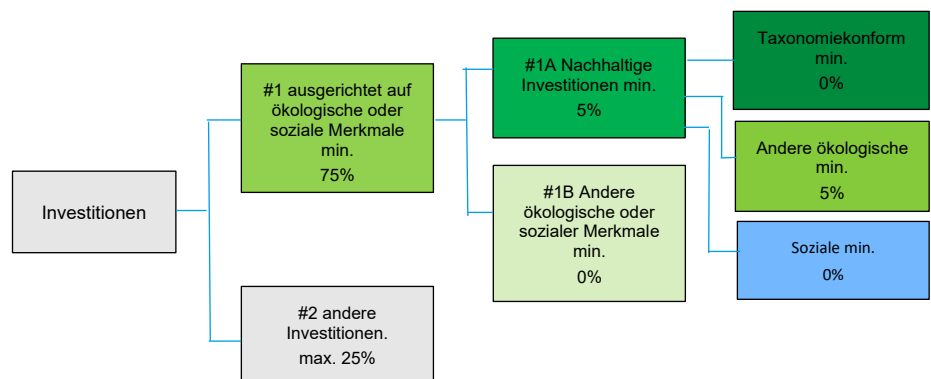 Investitionen
#1 ausgerichtet auf
ökologische oder
soziale Merkmale
min.
75%
#2 andere
Investitionen.
max. 25%
#1A Nachhaltige
Investitionen min.
5%
#1B Andere
ökologische oder
sozialer Merkmale
min.
0%
Taxonomiekonform
min.
0%
Andere ökologische
min.
5%
Soziale min.
0%